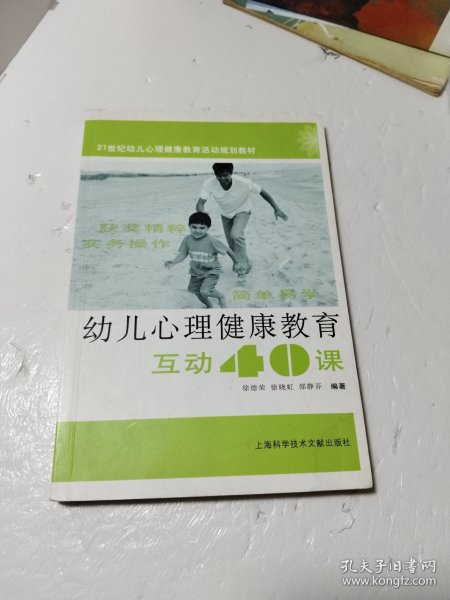 21世纪幼儿心理健康教育活动规划教材
获奖精粹
实务操作
简单易学
幼儿心理健康教育
互动40课
徐德荣 徐晓虹 邵静芬 编著
上海科学技术文献出版社
孔夫子旧书网
www.kongfz.com